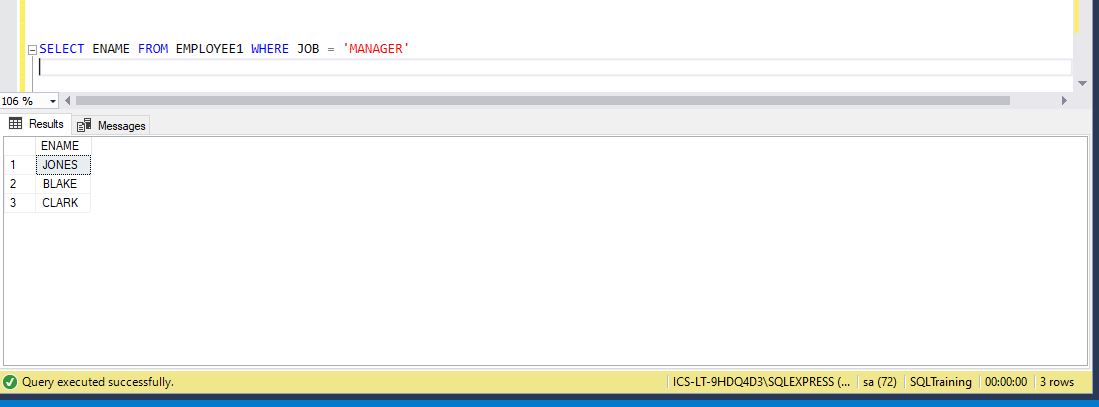 SELECT ENAME FROM EMPLOYEE1 WHERE JOB = 'MANAGER'
106 %
Results Messages
ENAME
1 JONES
2 BLAKE
3 CLARK
Query executed successfully. ICS-LT-9HDQ4D3\SQLEXPRESS (... sa (72) SQLTraining 00:00:00 3 rows